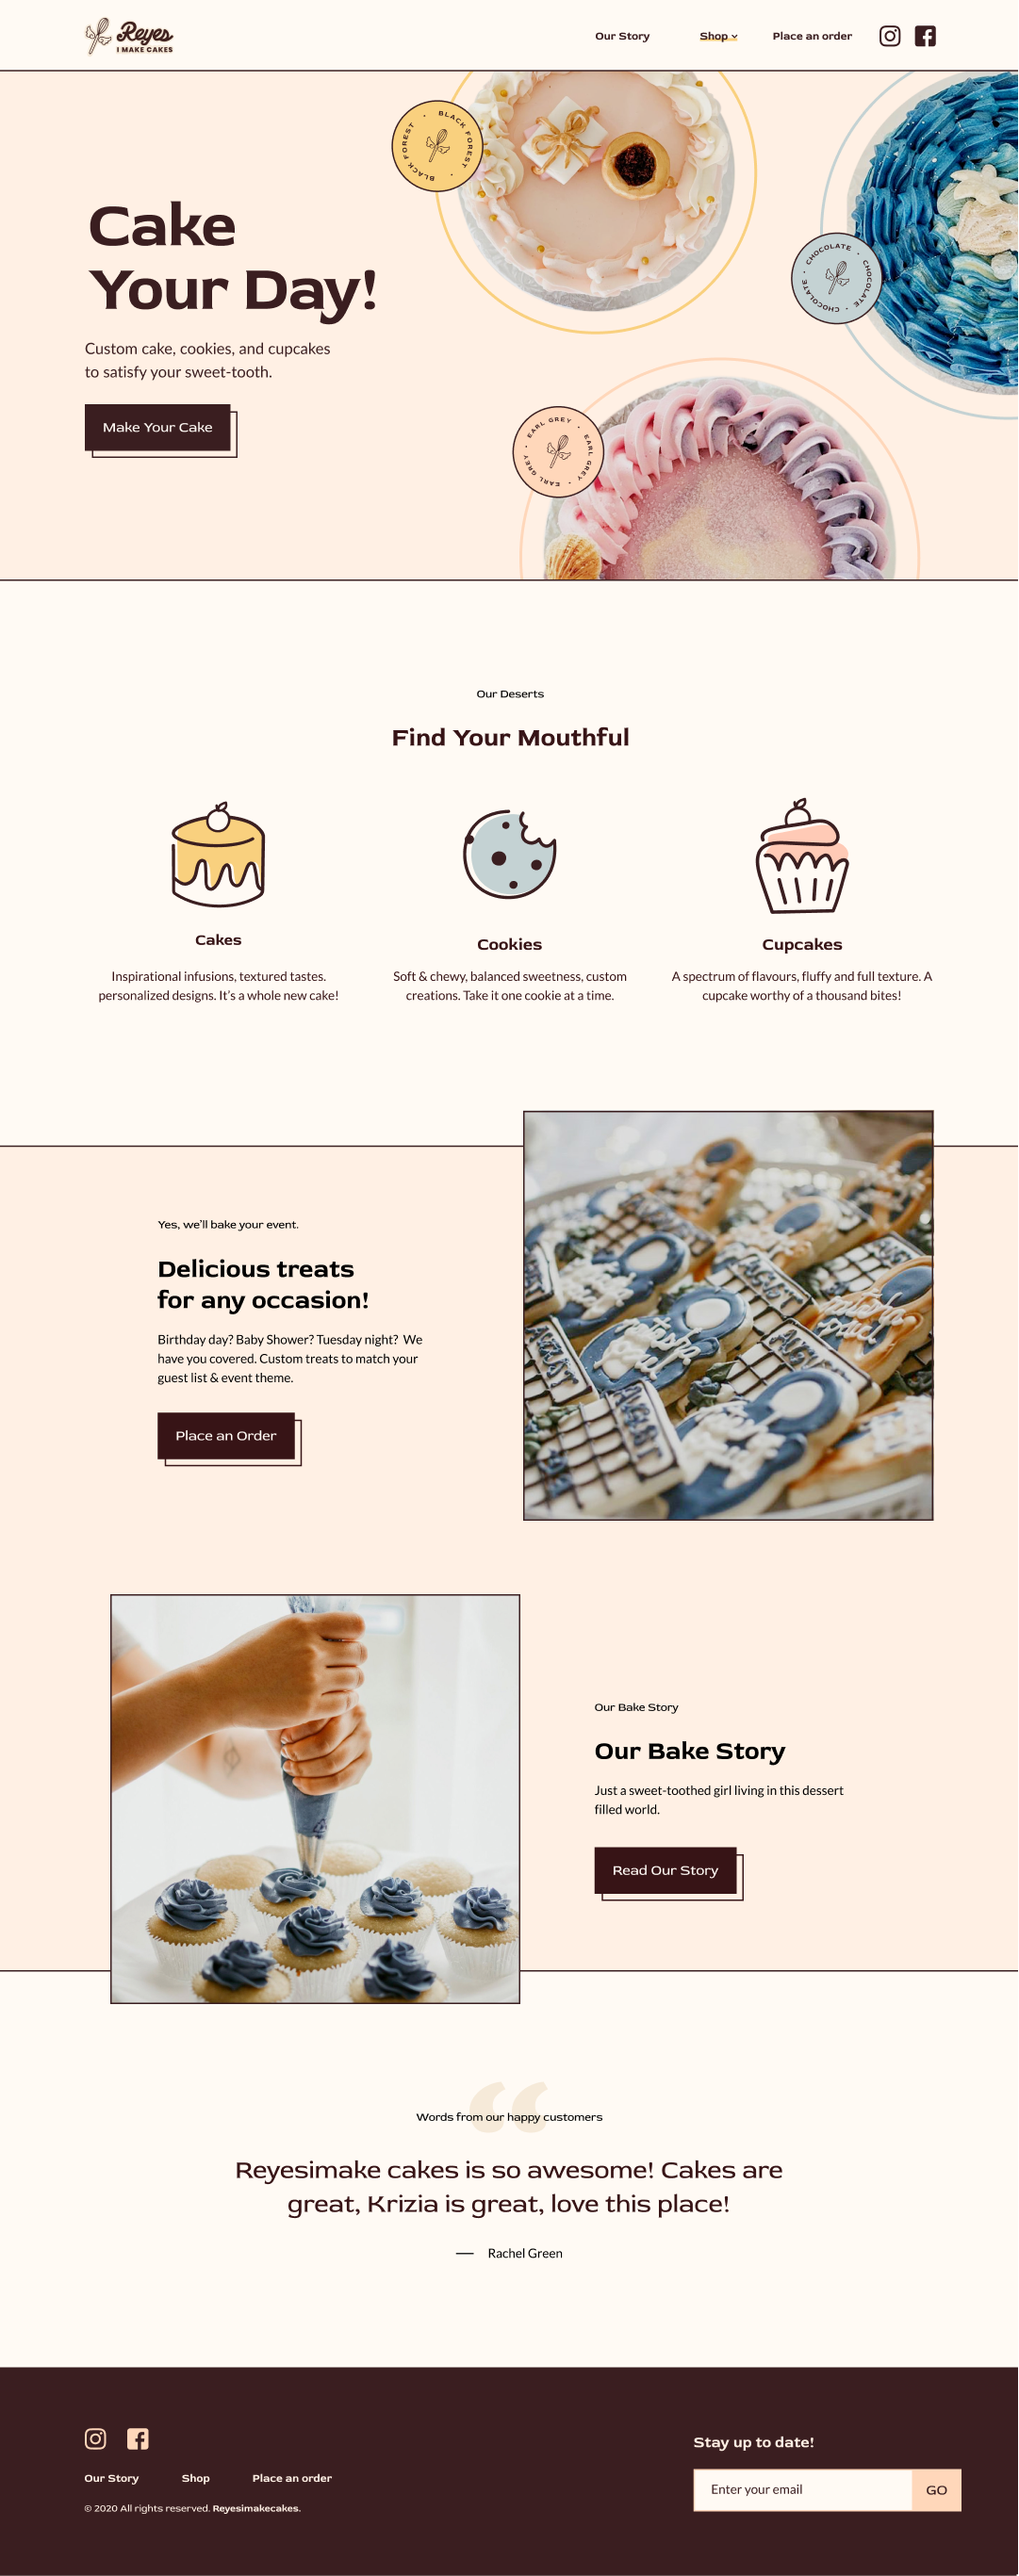 Reyes
I MAKE CAKES
Our Story
Shop
Place an order
BLACK FOREST • BLACK FOREST •
CHOCOLATE • CHOCOLATE • CHOCOLATE •
Cake
Your Day!
Custom cake, cookies, and cupcakes
to satisfy your sweet-tooth.
Make Your Cake
EARL GREY • EARL GREY • EARL GREY •
Our Deserts
Find Your Mouthful
Cakes
Inspirational infusions, textured tastes.
personalized designs. It's a whole new cake!
Cookies
Soft & chewy, balanced sweetness, custom
creations. Take it one cookie at a time.
Cupcakes
A spectrum of flavours, fluffy and full texture. A
cupcake worthy of a thousand bites!
Yes, we'll bake your event.
Delicious treats
for any occasion!
Birthday day? Baby Shower? Tuesday night? We
have you covered. Custom treats to match your
guest list & event theme.
Place an Order
Our Bake Story
Our Bake Story
Just a sweet-toothed girl living in this dessert
filled world.
Read Our Story
“
Words from our happy customers
Reyesimake cakes is so awesome! Cakes are
great, Krizia is great, love this place!
— Rachel Green
Our Story
Shop
Place an order
© 2020 All rights reserved. Reyesimakecakes.
Stay up to date!
Enter your email
GO